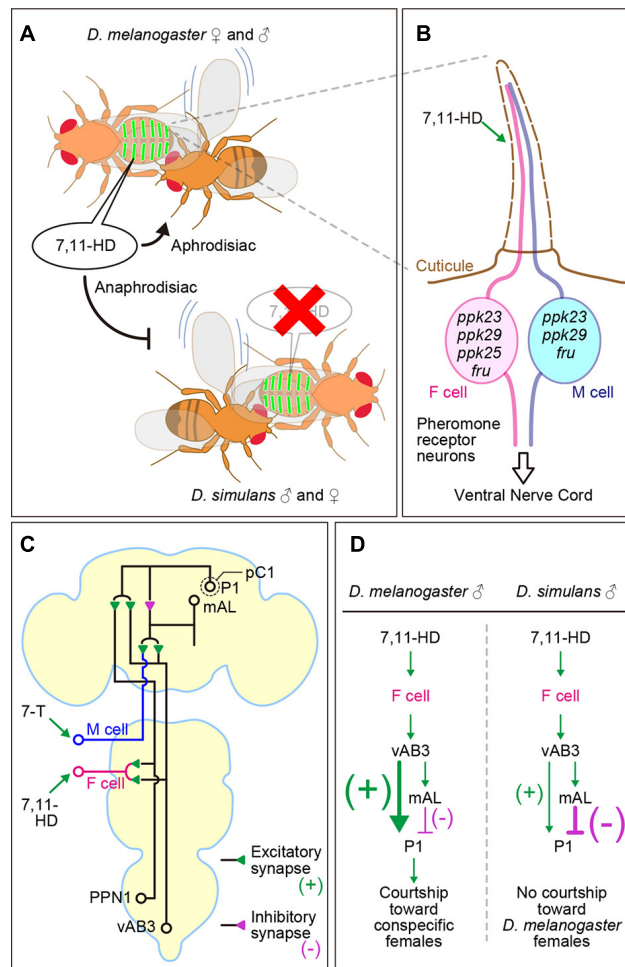 A
D. melanogaster ♀ and ♂
7,11-HD
Aphrodisiac
Anaphrodisiac
D. simulans ♂ and ♀
B
7,11-HD
Cuticule
ppk23
ppk29
ppk25
fru
F cell
ppk23
ppk29
fru
M cell
Pheromone
receptor
neurons
Ventral Nerve Cord
C
pC1
P1
mAL
7-T
M cell
F cell
7,11-
HD
PPN1
vAB3
Excitatory
synapse
(+)
Inhibitory
synapse
(-)
D
D. melanogaster ♂
7,11-HD
F cell
vAB3
(+)
mAL
(-)
P1
Courtship
toward
conspecific
females
D. simulans ♂
7,11-HD
F cell
vAB3
(+)
mAL
(-)
P1
No courtship
toward
D. melanogaster
females